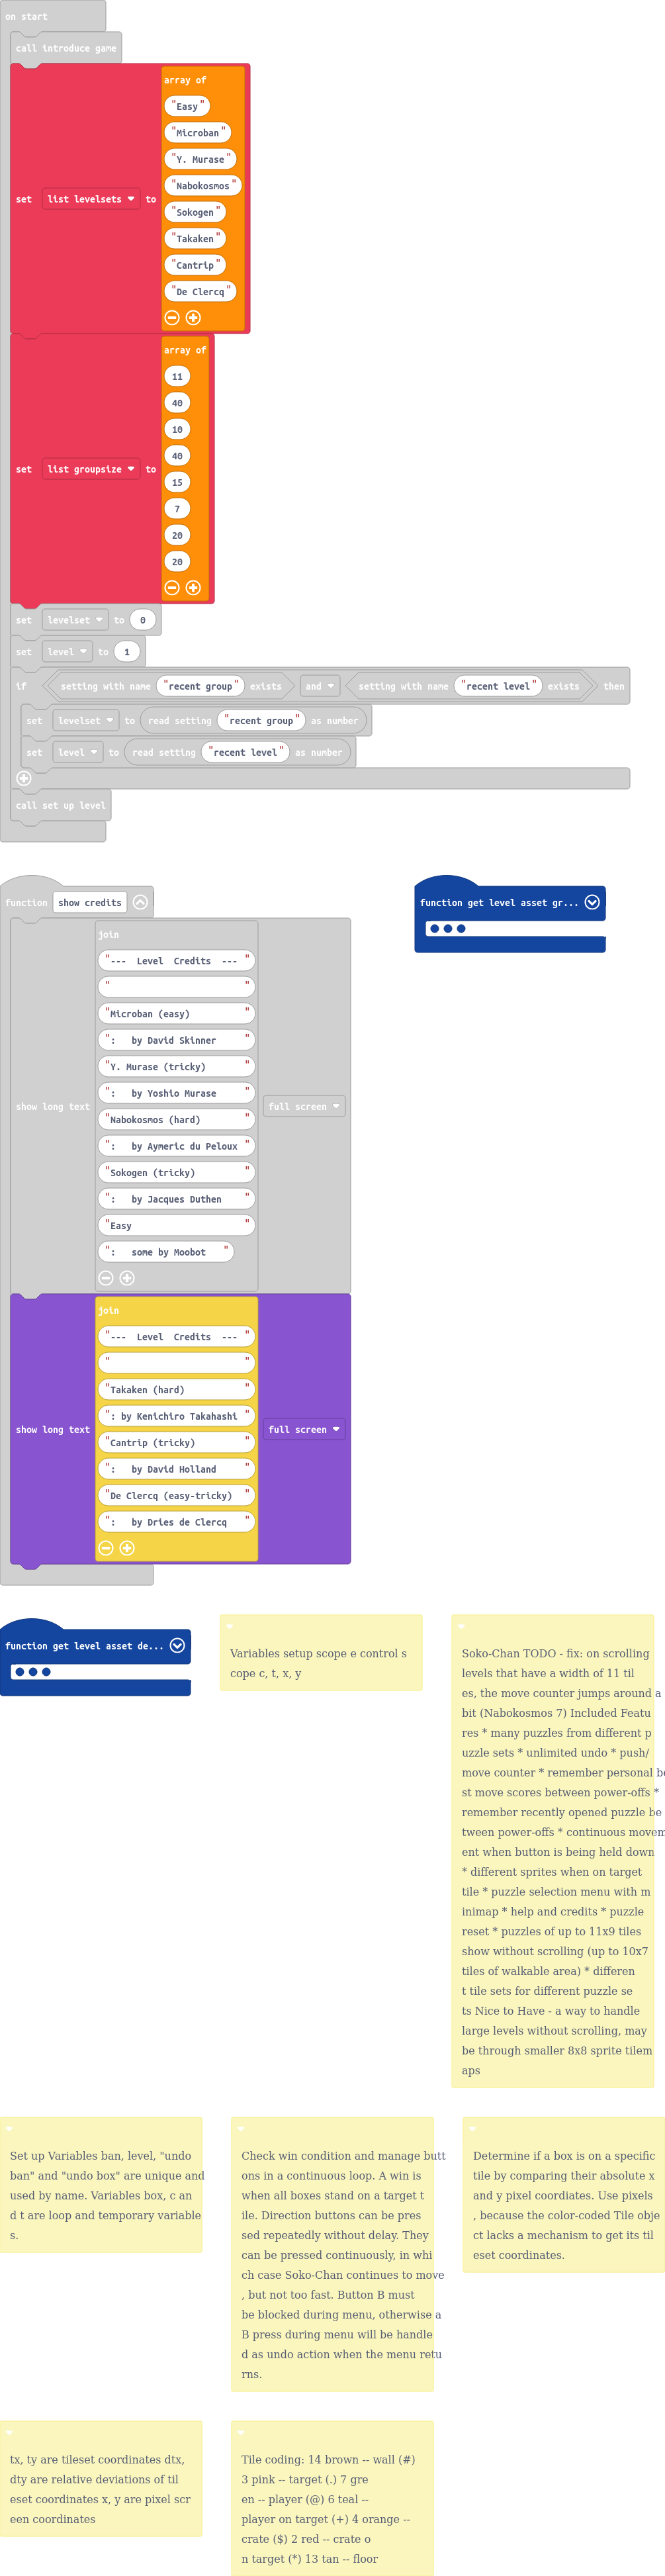 on start
call introduce game
set list levelsets to
array of
"Easy"
"Microban"
"Y. Murase"
"Nabokosmos"
"Sokogen"
"Takaken"
"Cantrip"
"De Clercq"
set list groupsize to
array of
11
40
10
40
15
7
20
20
set levelset to 0
set level to 1
if setting with name "recent group" exists and setting with name "recent level" exists then
set levelset to read setting "recent group" as number
set level to read setting "recent level" as number
call set up level
function show credits
show long text
join
"--- Level Credits --- "
" "
"Microban (easy) "
": by David Skinner "
"Y. Murase (tricky) "
": by Yoshio Murase "
"Nabokosmos (hard) "
": by Aymeric du Peloux "
"Sokogen (tricky) "
": by Jacques Duthen "
"Easy "
": some by Moobot "
full screen
function get level asset gr...
show long text
join
"--- Level Credits --- "
" "
"Takaken (hard) "
": by Kenichiro Takahashi "
"Cantrip (tricky) "
": by David Holland "
"De Clercq (easy-tricky) "
": by Dries de Clercq "
full screen
function get level asset de...
Variables setup scope e control s
cope c, t, x, y
Soko-Chan TODO - fix: on scrolling
levels that have a width of 11 til
es, the move counter jumps around a
bit (Nabokosmos 7) Included Featu
res * many puzzles from different p
uzzle sets * unlimited undo * push/
move counter * remember personal be
st move scores between power-offs *
remember recently opened puzzle be
tween power-offs * continuous movem
ent when button is being held down
* different sprites when on target
tile * puzzle selection menu with m
inimap * help and credits * puzzle
reset * puzzles of up to 11x9 tiles
show without scrolling (up to 10x7
tiles of walkable area) * differen
t tile sets for different puzzle se
ts Nice to Have - a way to handle
large levels without scrolling, may
be through smaller 8x8 sprite tilem
aps
Set up Variables ban, level, "undo
ban" and "undo box" are unique and
used by name. Variables box, c an
d t are loop and temporary variable
s.
Check win condition and manage butt
ons in a continuous loop. A win is
when all boxes stand on a target t
ile. Direction buttons can be pres
sed repeatedly without delay. They
can be pressed continuously, in whi
ch case Soko-Chan continues to move
, but not too fast. Button B must
be blocked during menu, otherwise a
B press during menu will be handle
d as undo action when the menu retu
rns.
Determine if a box is on a specific
tile by comparing their absolute x
and y pixel coordiates. Use pixels
, because the color-coded Tile obje
ct lacks a mechanism to get its til
eset coordinates.
tx, ty are tileset coordinates dtx,
dty are relative deviations of til
eset coordinates x, y are pixel scr
een coordinates
Tile coding: 14 brown -- wall (#)
3 pink -- target (.) 7 gre
en -- player (@) 6 teal --
player on target (+) 4 orange --
crate ($) 2 red -- crate o
n target (*) 13 tan -- floor